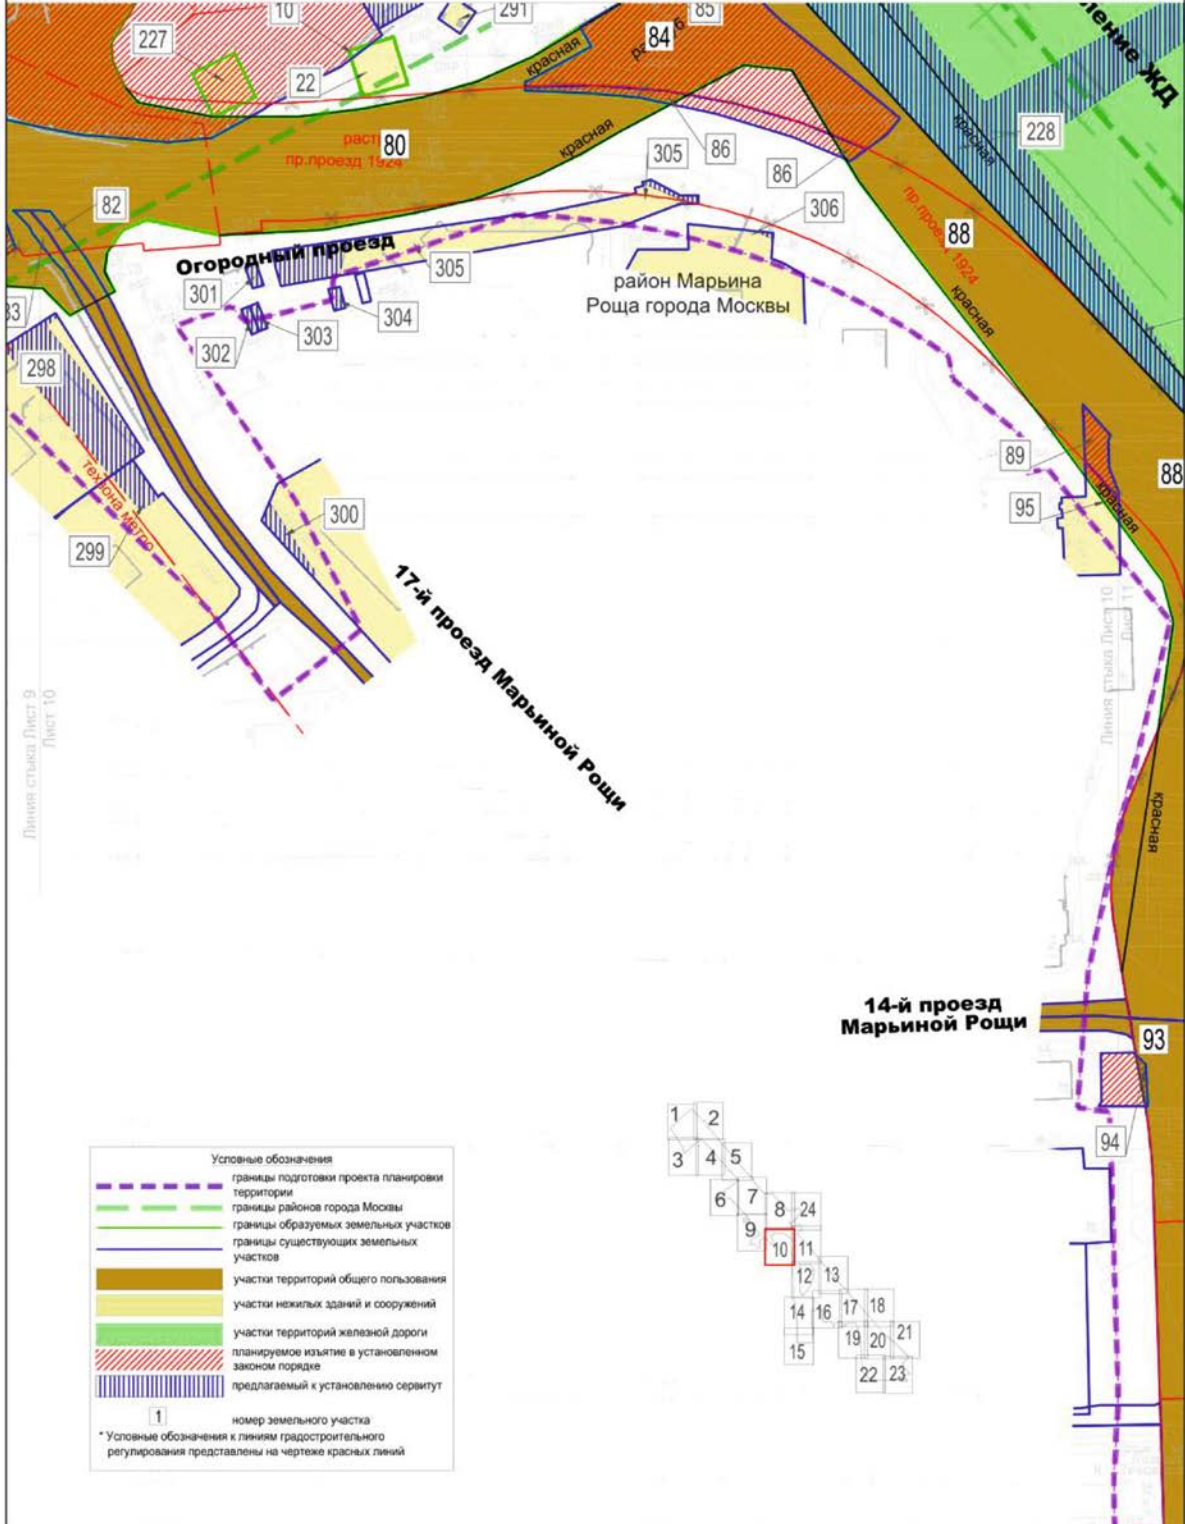 10
291
85
227
84
ление ЖД
22
красная
228
красная
раст
80
пр.проезд 1924
красная
305
86
86
82
306
пр.проезд 1924
88
Огородный проезд
305
301
район Марьина
Роща города Москвы
красная
304
303
302
33
298
89
88
техзона метро
красная
95
300
299
17-й проезд Марьиной Рощи
Линия стыка Лист 10
Лист 11
Линия стыка Лист 9
Лист 10
красная
14-й проезд
Марьиной Рощи
93
94
1 2
3 4 5
6 7
8 24
9
10 11
12 13
14 16 17 18
19 20 21
15
22 23
Условные обозначения
границы подготовки проекта планировки
территории
границы районов города Москвы
границы образуемых земельных участков
границы существующих земельных
участков
участки территорий общего пользования
участки нежилых зданий и сооружений
участки территорий железной дороги
планируемое изъятие в установленном
законом порядке
предлагаемый к установлению сервитут
1 номер земельного участка
* Условные обозначения к линиям градостроительного
регулирования представлены на чертеже красных линий